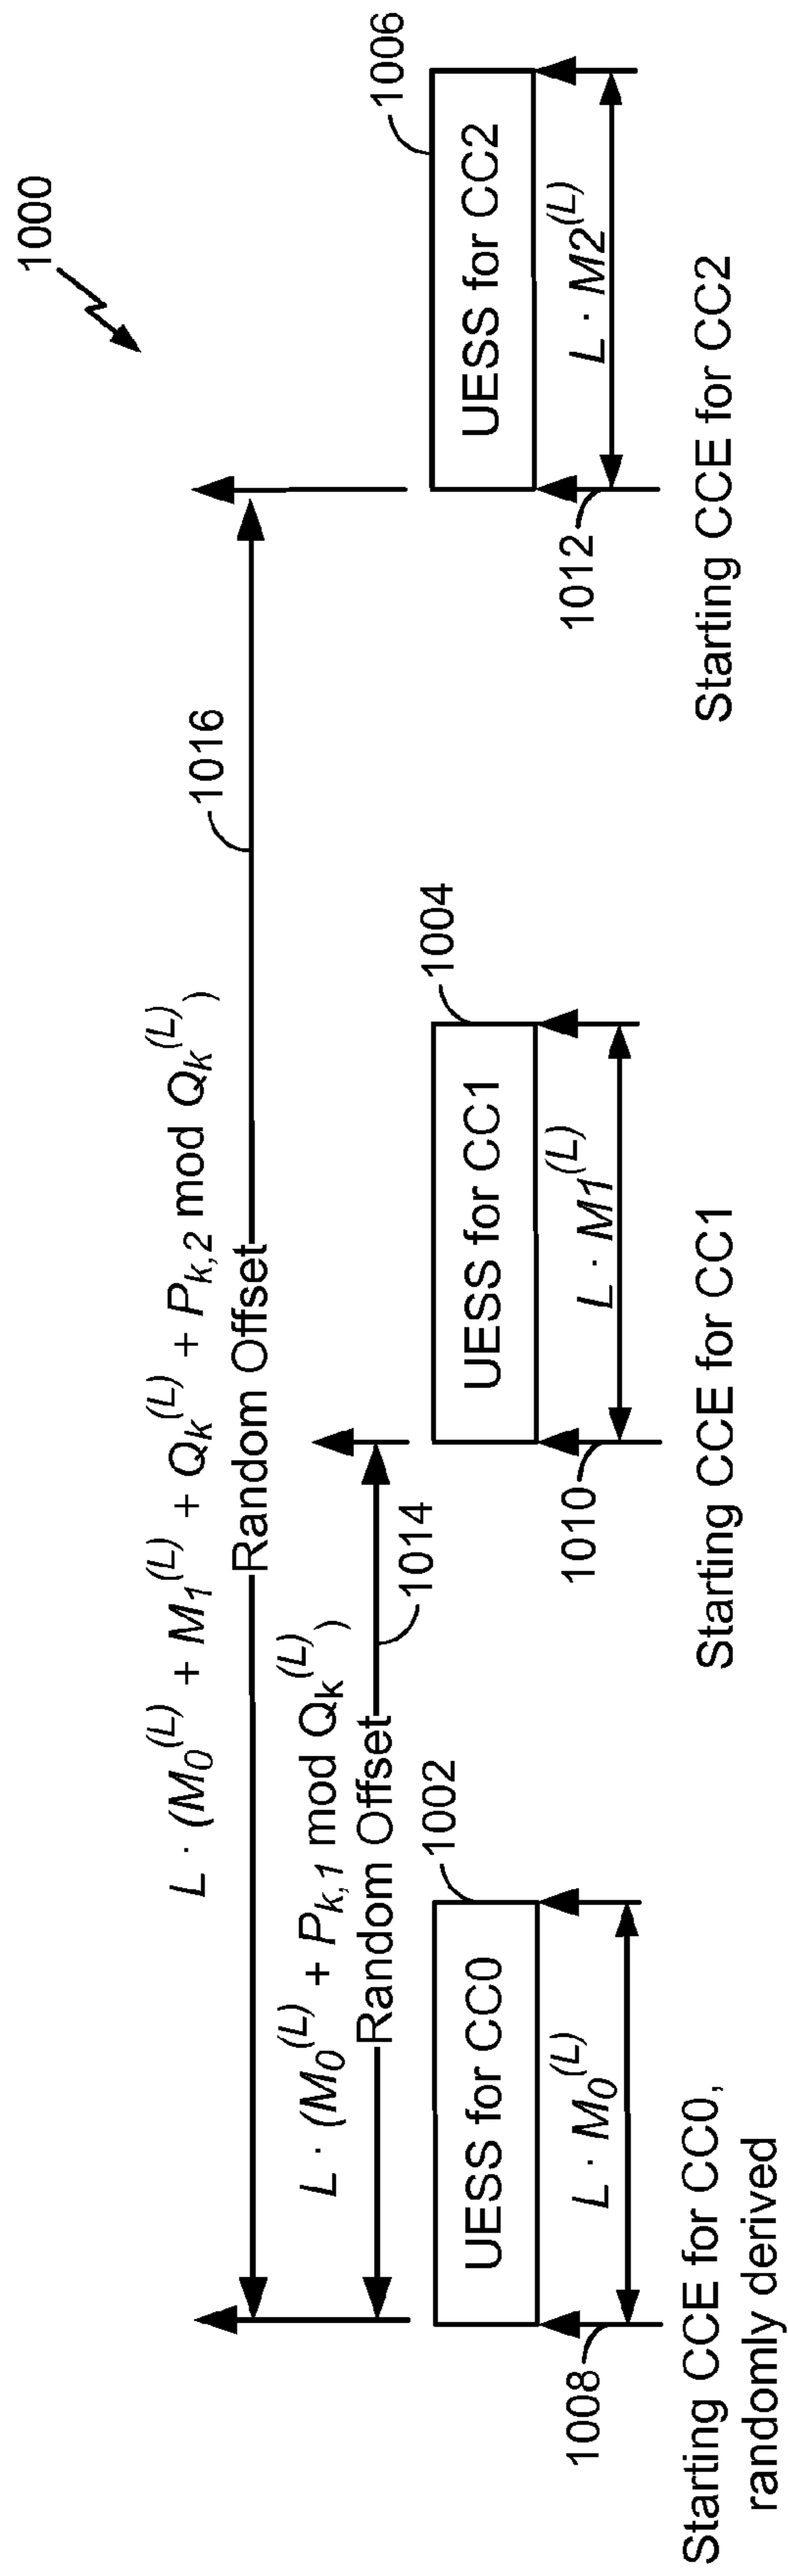 1000
L · (M₀⁽ᴸ⁾ + M₁⁽ᴸ⁾ + Qₖ⁽ᴸ⁾ + Pₖ,₂ mod Qₖ⁽ᴸ⁾)
Random Offset
1016
L · (M₀⁽ᴸ⁾ + Pₖ,₁ mod Qₖ⁽ᴸ⁾)
Random Offset
1014
1002
1004
1006
UESS for CC0
UESS for CC1
UESS for CC2
L · M₀⁽ᴸ⁾
L · M1⁽ᴸ⁾
L · M2⁽ᴸ⁾
1008
1010
1012
Starting CCE for CC0,
randomly derived
Starting CCE for CC1
Starting CCE for CC2